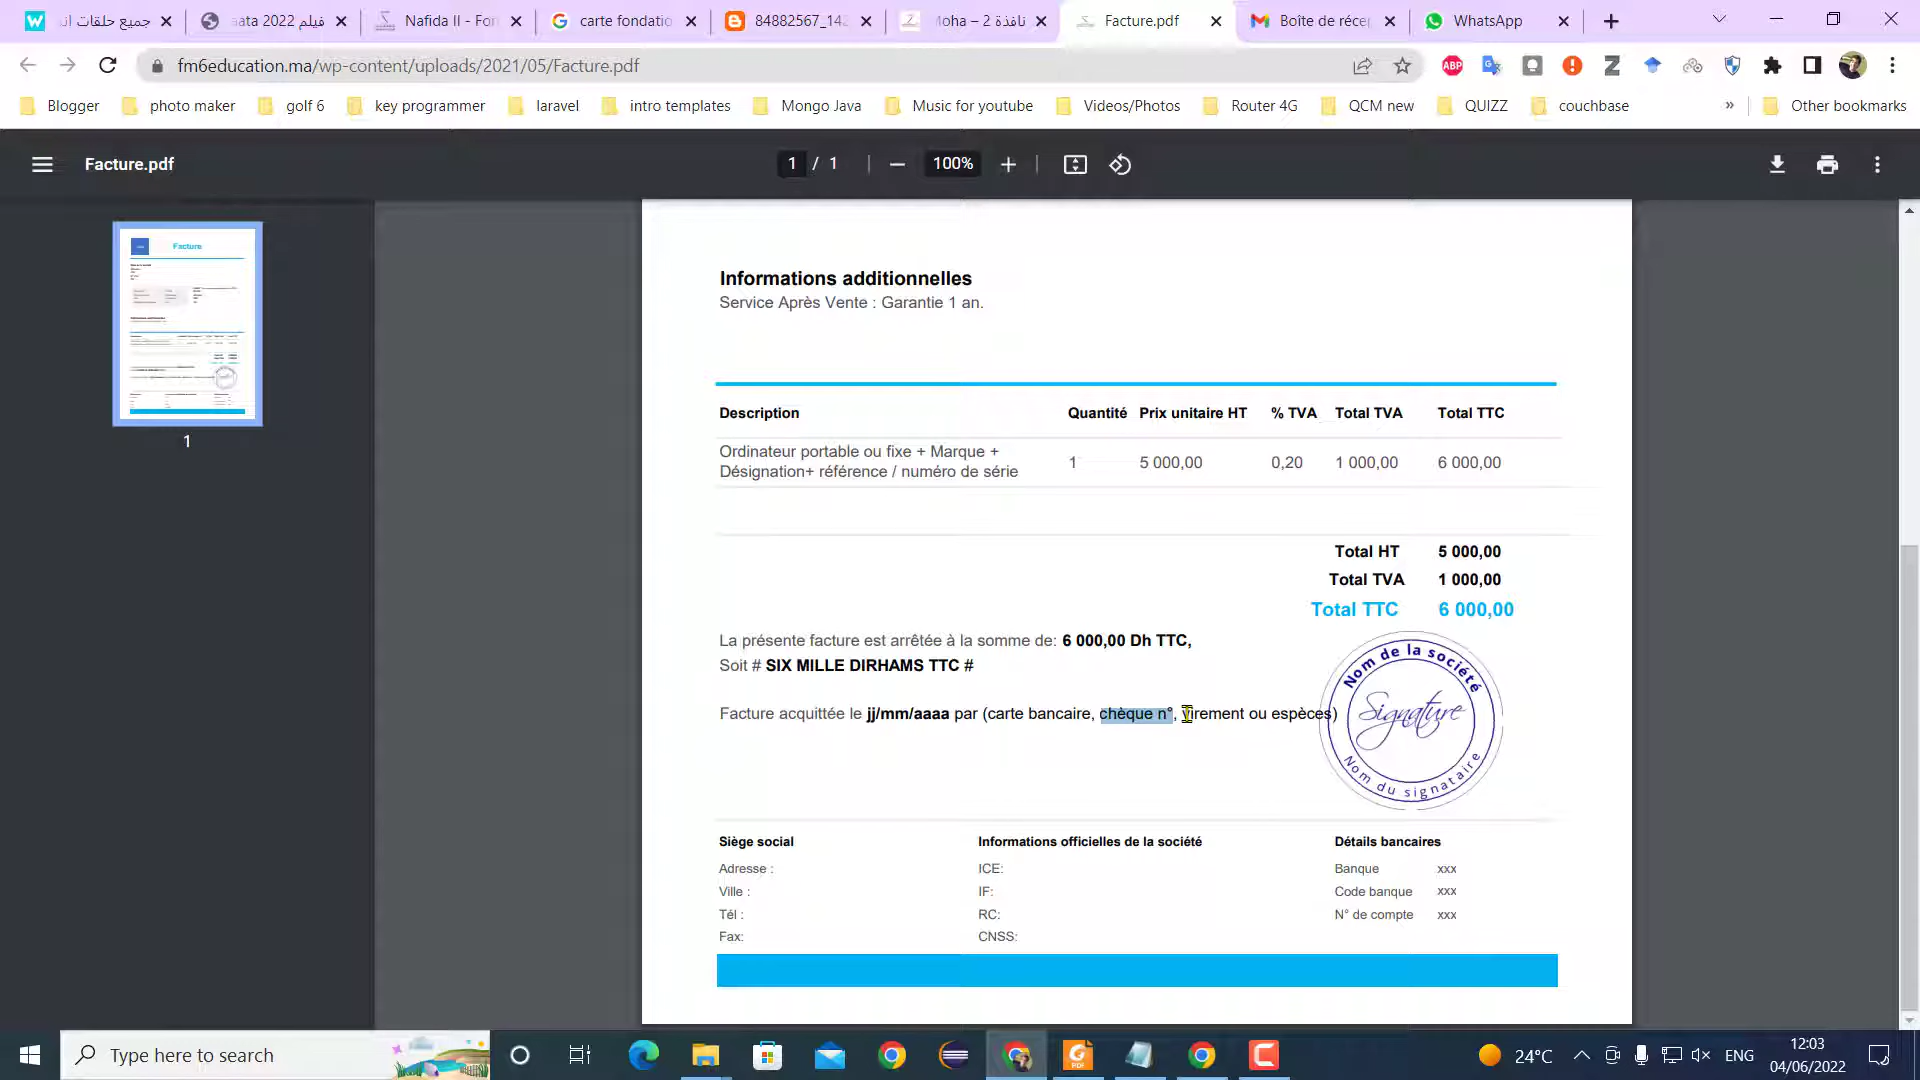 جميع حلقات ان
aata 2022 فيلم
Nafida II - Fon
carte fondatio
84882567_142
Moha – 2 نافذة
Facture.pdf
Boîte de récep
WhatsApp
fm6education.ma/wp-content/uploads/2021/05/Facture.pdf
Blogger
photo maker
golf 6
key programmer
laravel
intro templates
Mongo Java
Music for youtube
Videos/Photos
Router 4G
QCM new
QUIZZ
couchbase
»
Other bookmarks
Facture.pdf
1 / 1
100%
Facture
1
Informations additionnelles
Service Après Vente : Garantie 1 an.
Description Quantité Prix unitaire HT % TVA Total TVA Total TTC
Ordinateur portable ou fixe + Marque +
Désignation+ référence / numéro de série
1 5 000,00 0,20 1 000,00 6 000,00
Total HT 5 000,00
Total TVA 1 000,00
Total TTC 6 000,00
La présente facture est arrêtée à la somme de: 6 000,00 Dh TTC,
Soit # SIX MILLE DIRHAMS TTC #
Facture acquittée le jj/mm/aaaa par (carte bancaire, chèque n°, virement ou espèces)
Nom de la société
Signature
Nom du signataire
Siège social
Adresse :
Ville :
Tél :
Fax:
Informations officielles de la société
ICE:
IF:
RC:
CNSS:
Détails bancaires
Banque xxx
Code banque xxx
N° de compte xxx
Type here to search
24°C
ENG
12:03
04/06/2022